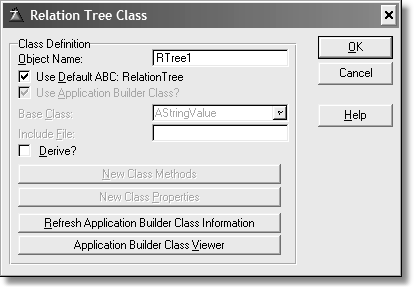 Relation Tree Class
Class Definition
Object Name: RTree1
Use Default ABC: RelationTree
Use Application Builder Class?
Base Class: AStringValue
Include File:
Derive?
New Class Methods
New Class Properties
Refresh Application Builder Class Information
Application Builder Class Viewer
OK
Cancel
Help